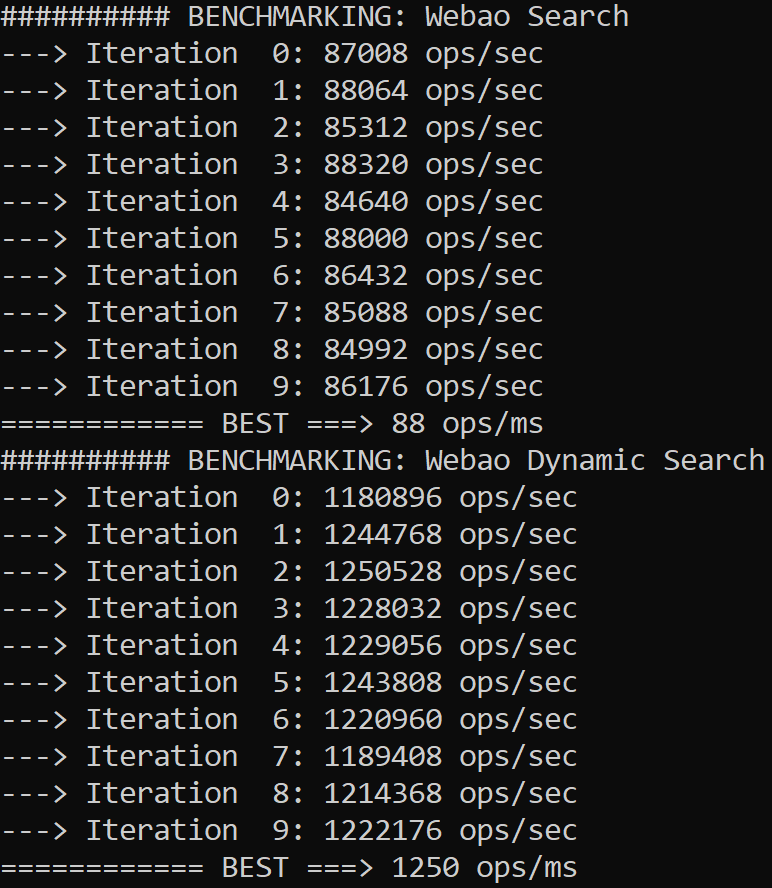 ########## BENCHMARKING: Webao Search
---> Iteration  0: 87008 ops/sec
---> Iteration  1: 88064 ops/sec
---> Iteration  2: 85312 ops/sec
---> Iteration  3: 88320 ops/sec
---> Iteration  4: 84640 ops/sec
---> Iteration  5: 88000 ops/sec
---> Iteration  6: 86432 ops/sec
---> Iteration  7: 85088 ops/sec
---> Iteration  8: 84992 ops/sec
---> Iteration  9: 86176 ops/sec
============ BEST ===> 88 ops/ms
########## BENCHMARKING: Webao Dynamic Search
---> Iteration  0: 1180896 ops/sec
---> Iteration  1: 1244768 ops/sec
---> Iteration  2: 1250528 ops/sec
---> Iteration  3: 1228032 ops/sec
---> Iteration  4: 1229056 ops/sec
---> Iteration  5: 1243808 ops/sec
---> Iteration  6: 1220960 ops/sec
---> Iteration  7: 1189408 ops/sec
---> Iteration  8: 1214368 ops/sec
---> Iteration  9: 1222176 ops/sec
============ BEST ===> 1250 ops/ms